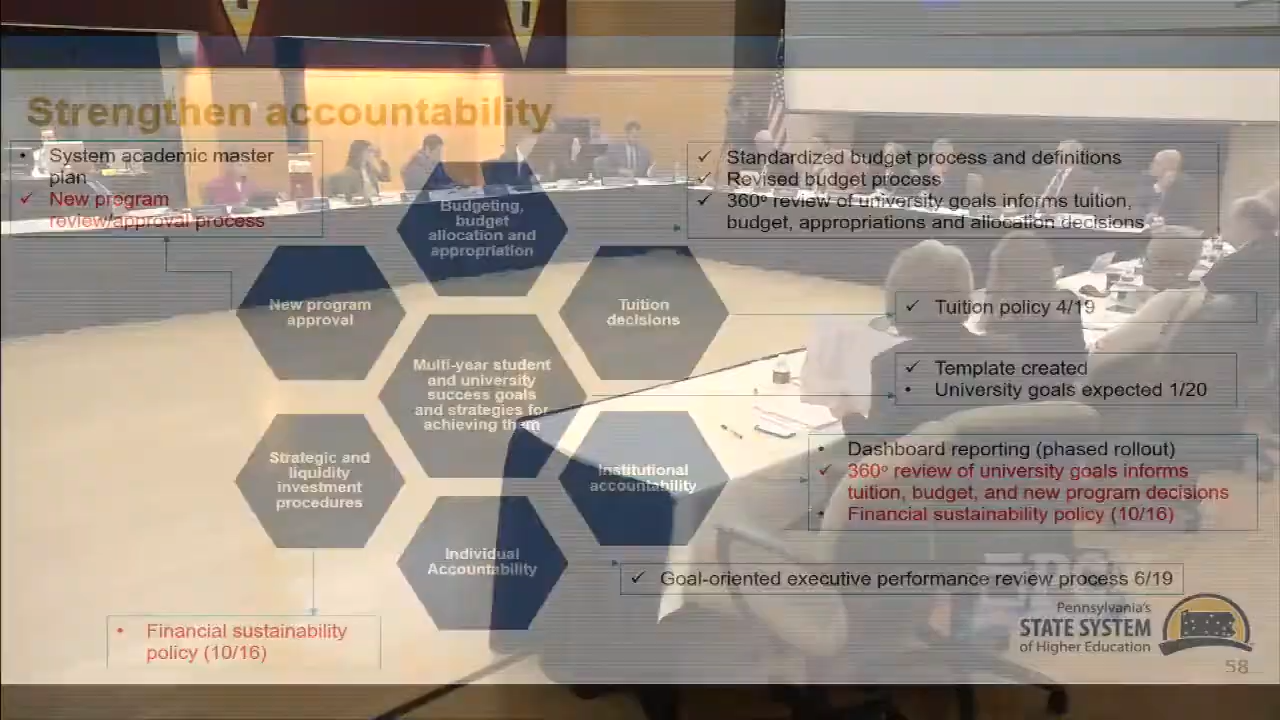 Strengthen accountability
• System academic master
plan
✓ New program
review/approval process
✓ Standardized budget process and definitions
✓ Revised budget process
✓ 360º review of university goals informs tuition,
budget, appropriations and allocation decisions
Budgeting,
budget
allocation and
appropriation
New program
approval
Tuition
decisions
✓ Tuition policy 4/19
Multi-year student
and university
success goals
and strategies for
achieving them
✓ Template created
• University goals expected 1/20
Strategic and
liquidity
investment
procedures
Institutional
accountability
• Dashboard reporting (phased rollout)
✓ 360º review of university goals informs
tuition, budget, and new program decisions
• Financial sustainability policy (10/16)
Individual
Accountability
✓ Goal-oriented executive performance review process 6/19
• Financial sustainability
policy (10/16)
Pennsylvania's
STATE SYSTEM
of Higher Education
58